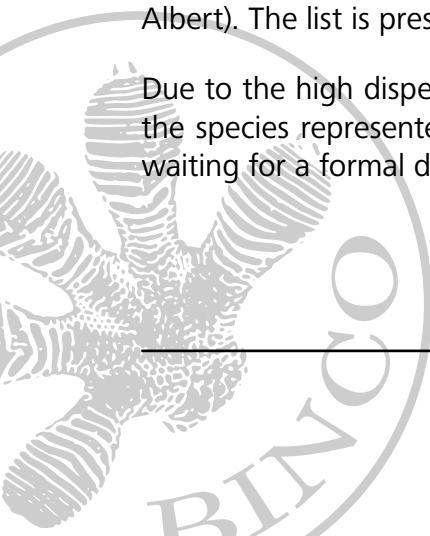 Albert). The list is pres
Due to the high dispe
the species represente
waiting for a formal d
BINCO